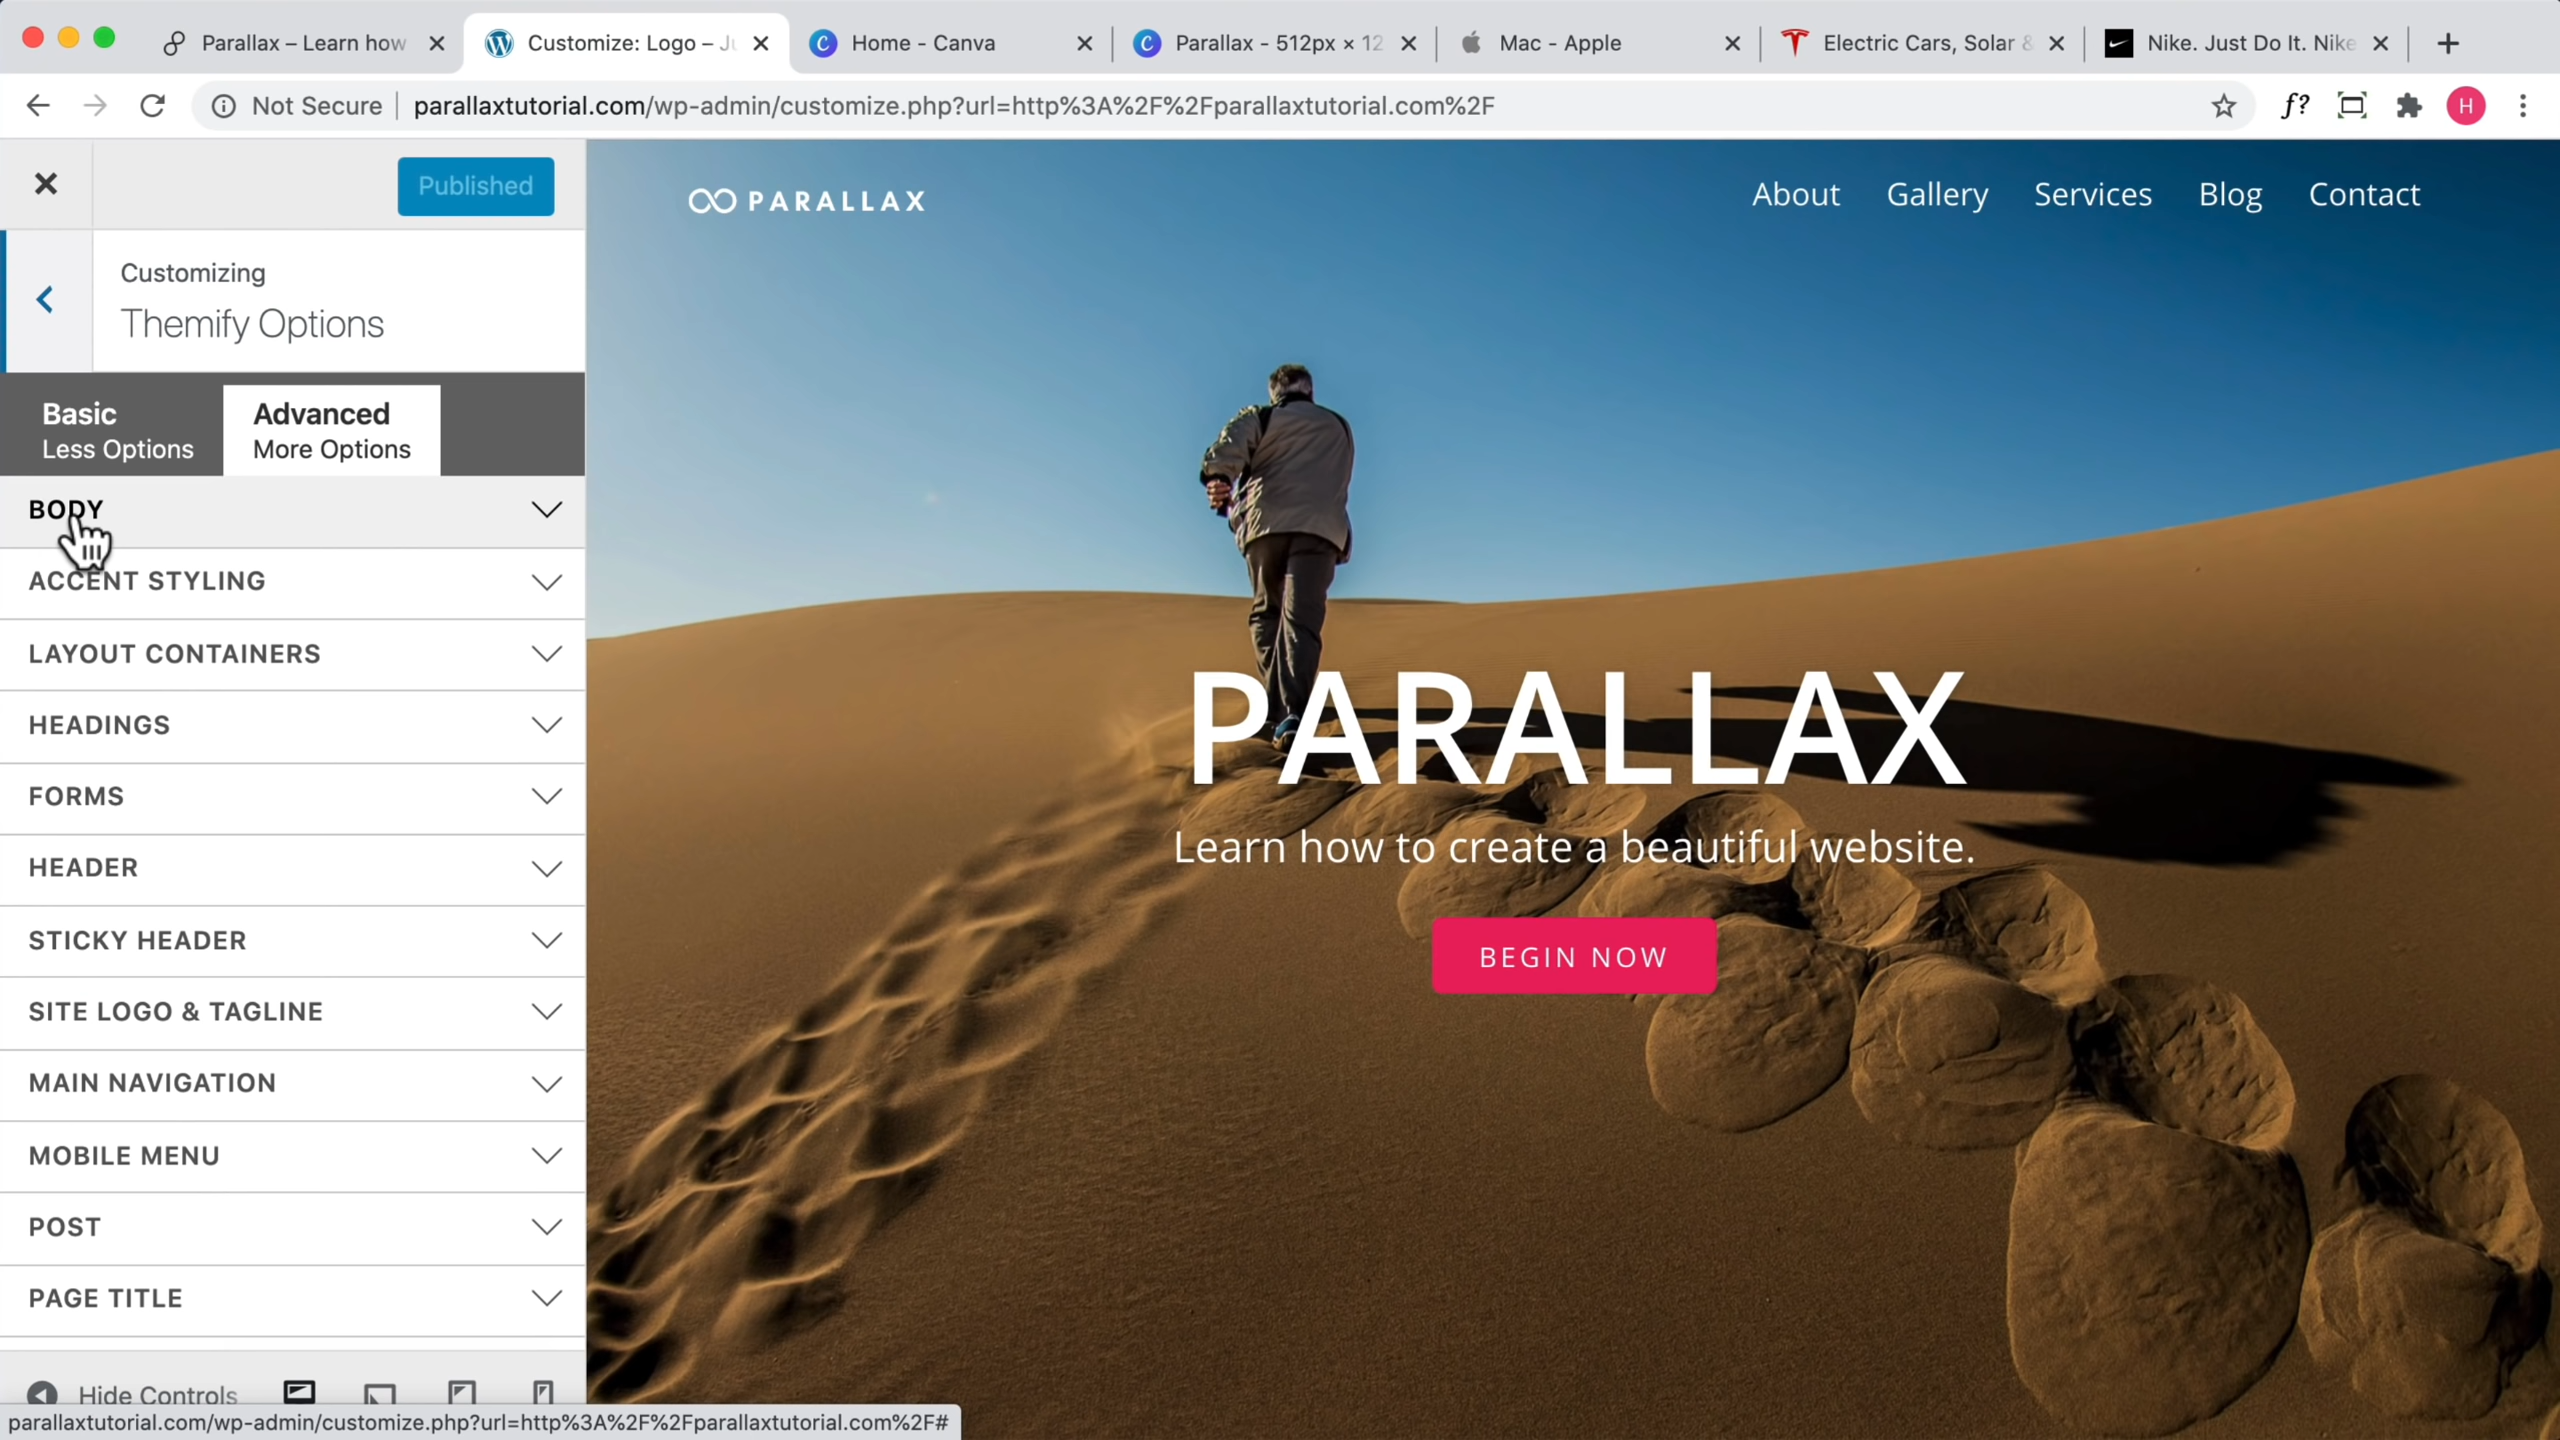 Parallax – Learn how
Customize: Logo – Ju
Home - Canva
Parallax - 512px × 12
Mac - Apple
Electric Cars, Solar &
Nike. Just Do It. Nike
Not Secure
parallaxtutorial.com/wp-admin/customize.php?url=http%3A%2F%2Fparallaxtutorial.com%2F
f?
H
Published
Customizing
Themify Options
Basic
Less Options
Advanced
More Options
BODY
ACCENT STYLING
LAYOUT CONTAINERS
HEADINGS
FORMS
HEADER
STICKY HEADER
SITE LOGO & TAGLINE
MAIN NAVIGATION
MOBILE MENU
POST
PAGE TITLE
Hide Controls
parallaxtutorial.com/wp-admin/customize.php?url=http%3A%2F%2Fparallaxtutorial.com%2F#
PARALLAX
About
Gallery
Services
Blog
Contact
PARALLAX
Learn how to create a beautiful website.
BEGIN NOW